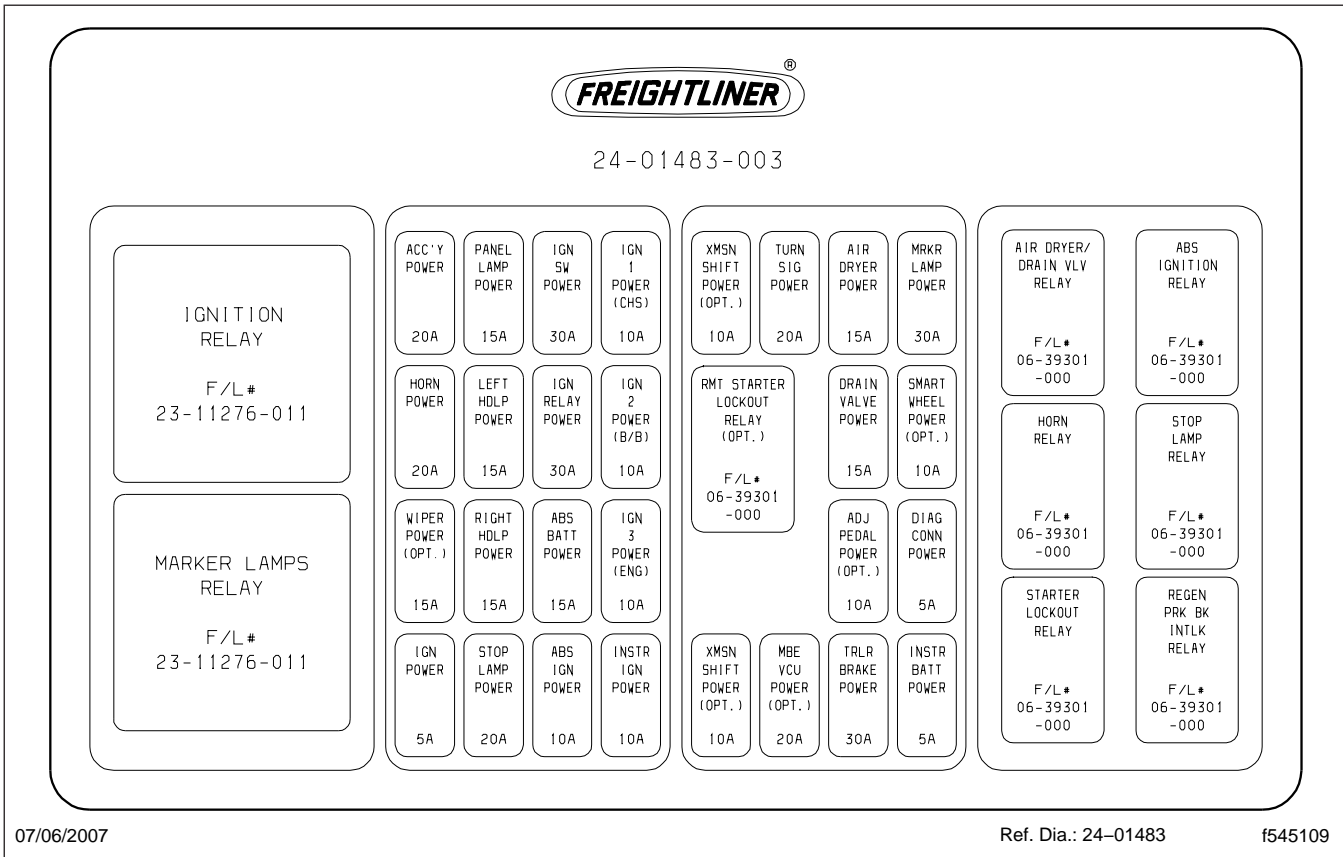 ®
FREIGHTLINER
24-01483-003
IGNITION
RELAY
F/L#
23-11276-011
MARKER LAMPS
RELAY
F/L#
23-11276-011
ACC'Y
POWER
20A
PANEL
LAMP
POWER
15A
IGN
SW
POWER
30A
IGN
1
POWER
(CHS)
10A
HORN
POWER
20A
LEFT
HDLP
POWER
15A
IGN
RELAY
POWER
30A
IGN
2
POWER
(B/B)
10A
WIPER
POWER
(OPT.)
15A
RIGHT
HDLP
POWER
15A
ABS
BATT
POWER
15A
IGN
3
POWER
(ENG)
10A
IGN
POWER
5A
STOP
LAMP
POWER
20A
ABS
IGN
POWER
10A
INSTR
IGN
POWER
10A
XMSN
SHIFT
POWER
(OPT.)
10A
TURN
SIG
POWER
20A
AIR
DRYER
POWER
15A
MRKR
LAMP
POWER
30A
RMT STARTER
LOCKOUT
RELAY
(OPT.)
F/L#
06-39301
-000
DRAIN
VALVE
POWER
15A
SMART
WHEEL
POWER
(OPT.)
10A
ADJ
PEDAL
POWER
(OPT.)
10A
DIAG
CONN
POWER
5A
XMSN
SHIFT
POWER
(OPT.)
10A
MBE
VCU
POWER
(OPT.)
20A
TRLR
BRAKE
POWER
30A
INSTR
BATT
POWER
5A
AIR DRYER/
DRAIN VLV
RELAY
F/L#
06-39301
-000
ABS
IGNITION
RELAY
F/L#
06-39301
-000
HORN
RELAY
F/L#
06-39301
-000
STOP
LAMP
RELAY
F/L#
06-39301
-000
STARTER
LOCKOUT
RELAY
F/L#
06-39301
-000
REGEN
PRK BK
INTLK
RELAY
F/L#
06-39301
-000
07/06/2007
Ref. Dia.: 24–01483
f545109